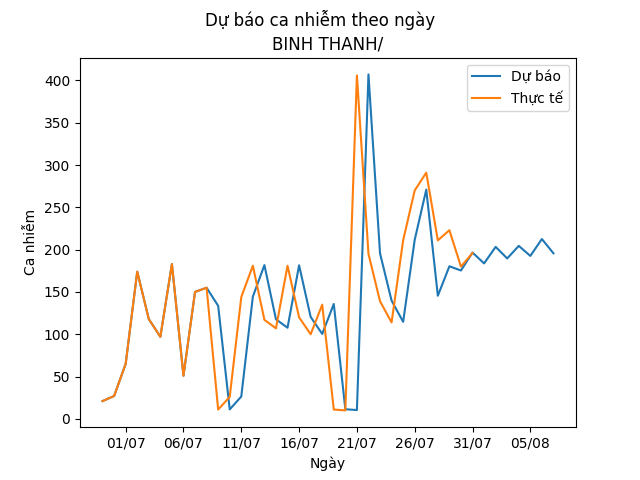 Dự báo ca nhiễm theo ngày
BINH THANH/
Dự báo
Thực tế
Ca nhiễm
400
350
300
250
200
150
100
50
0
01/07 06/07 11/07 16/07 21/07 26/07 31/07 05/08
Ngày